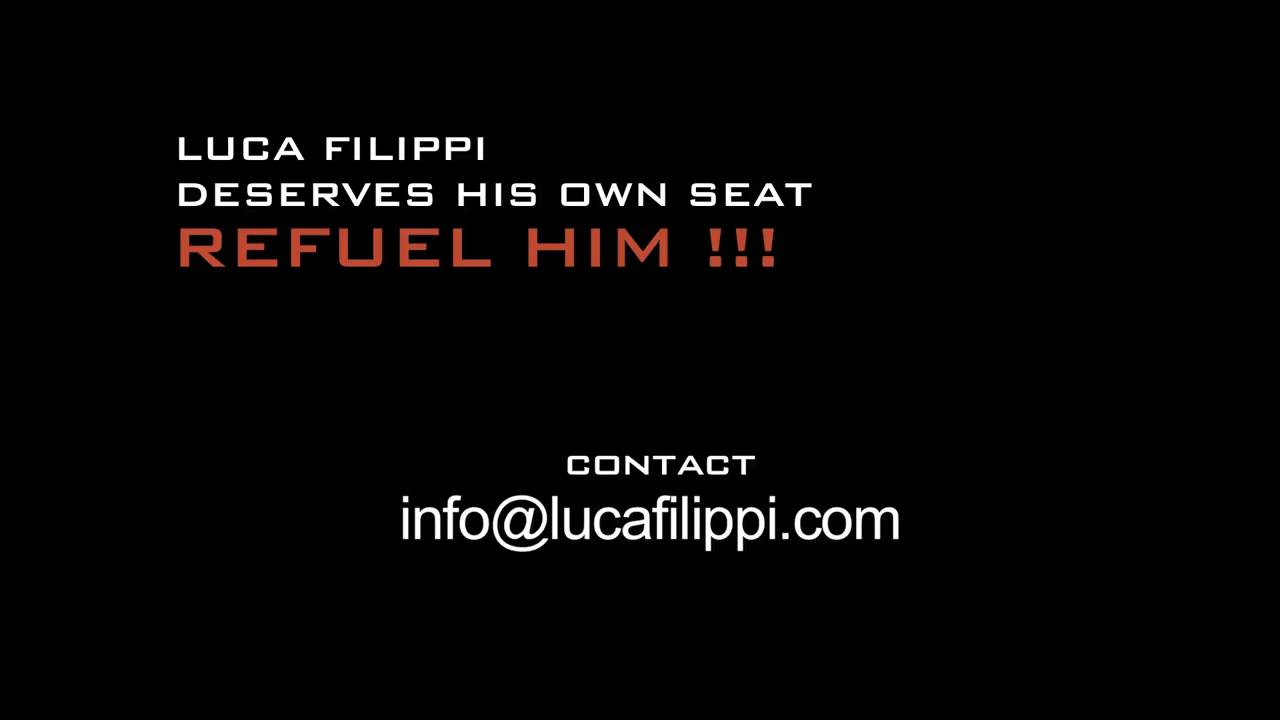 LUCA FILIPPI
DESERVES HIS OWN SEAT
REFUEL HIM !!!
CONTACT
info@lucafilippi.com